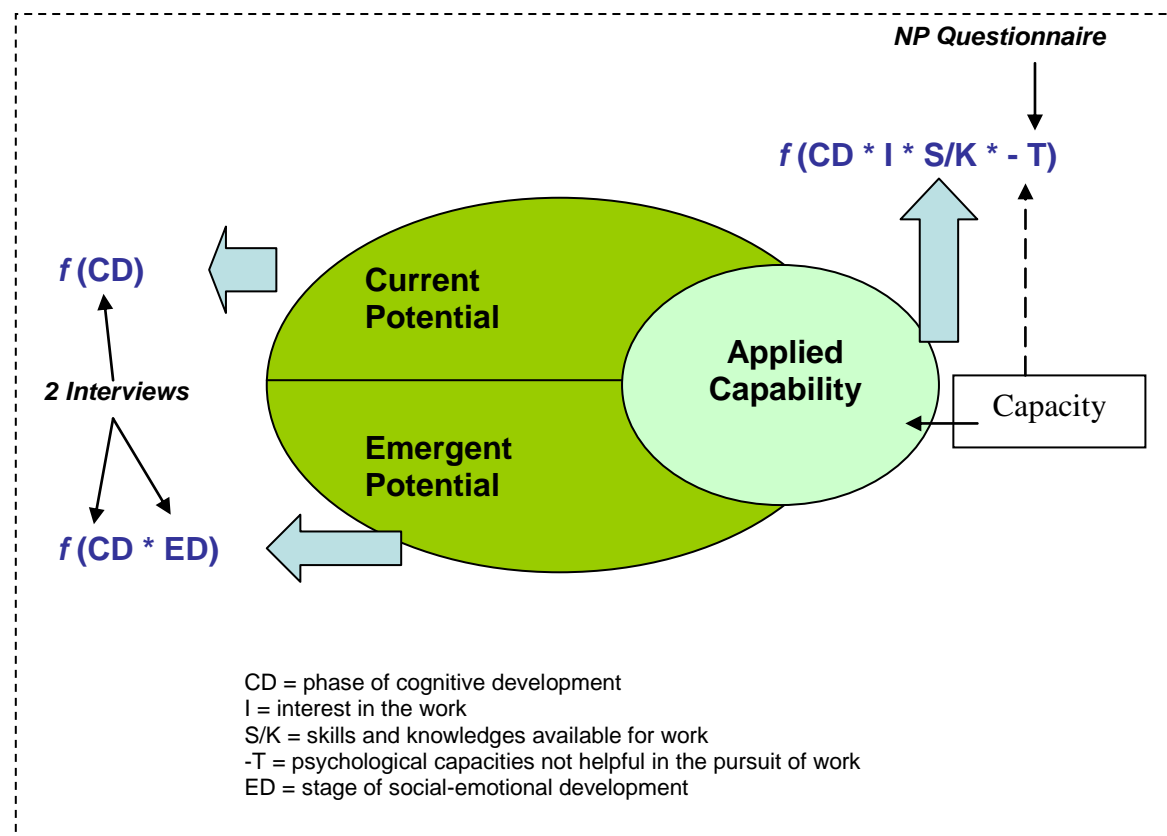 NP Questionnaire
f (CD * I * S/K * - T)
f (CD)
Current
Potential
Applied
Capability
2 Interviews
Capacity
Emergent
Potential
f (CD * ED)
CD = phase of cognitive development
I = interest in the work
S/K = skills and knowledges available for work
-T = psychological capacities not helpful in the pursuit of work
ED = stage of social-emotional development